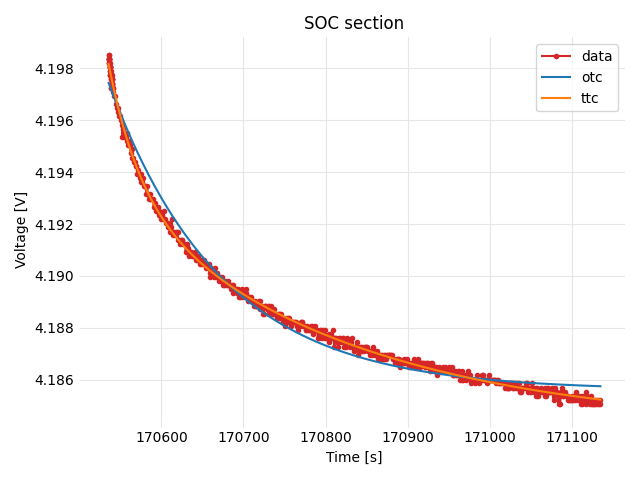 SOC section
data
otc
ttc
Voltage [V]
4.198
4.196
4.194
4.192
4.190
4.188
4.186
170600 170700 170800 170900 171000 171100
Time [s]